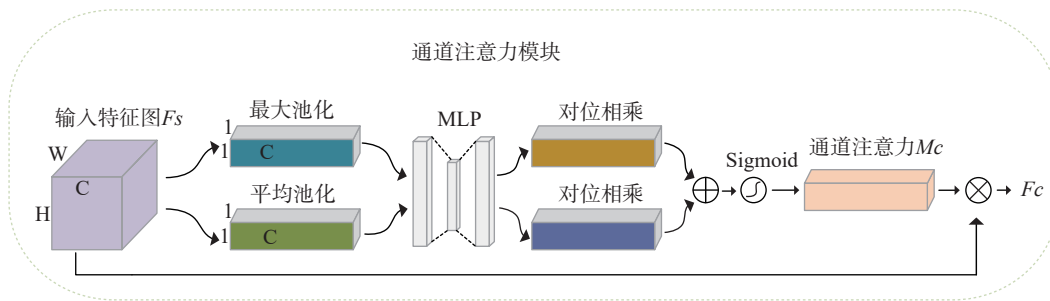 通道注意力模块
输入特征图Fs
W
C
H
最大池化
1
1
C
平均池化
1
1
C
MLP
对位相乘
对位相乘
Sigmoid
通道注意力Mc
Fc